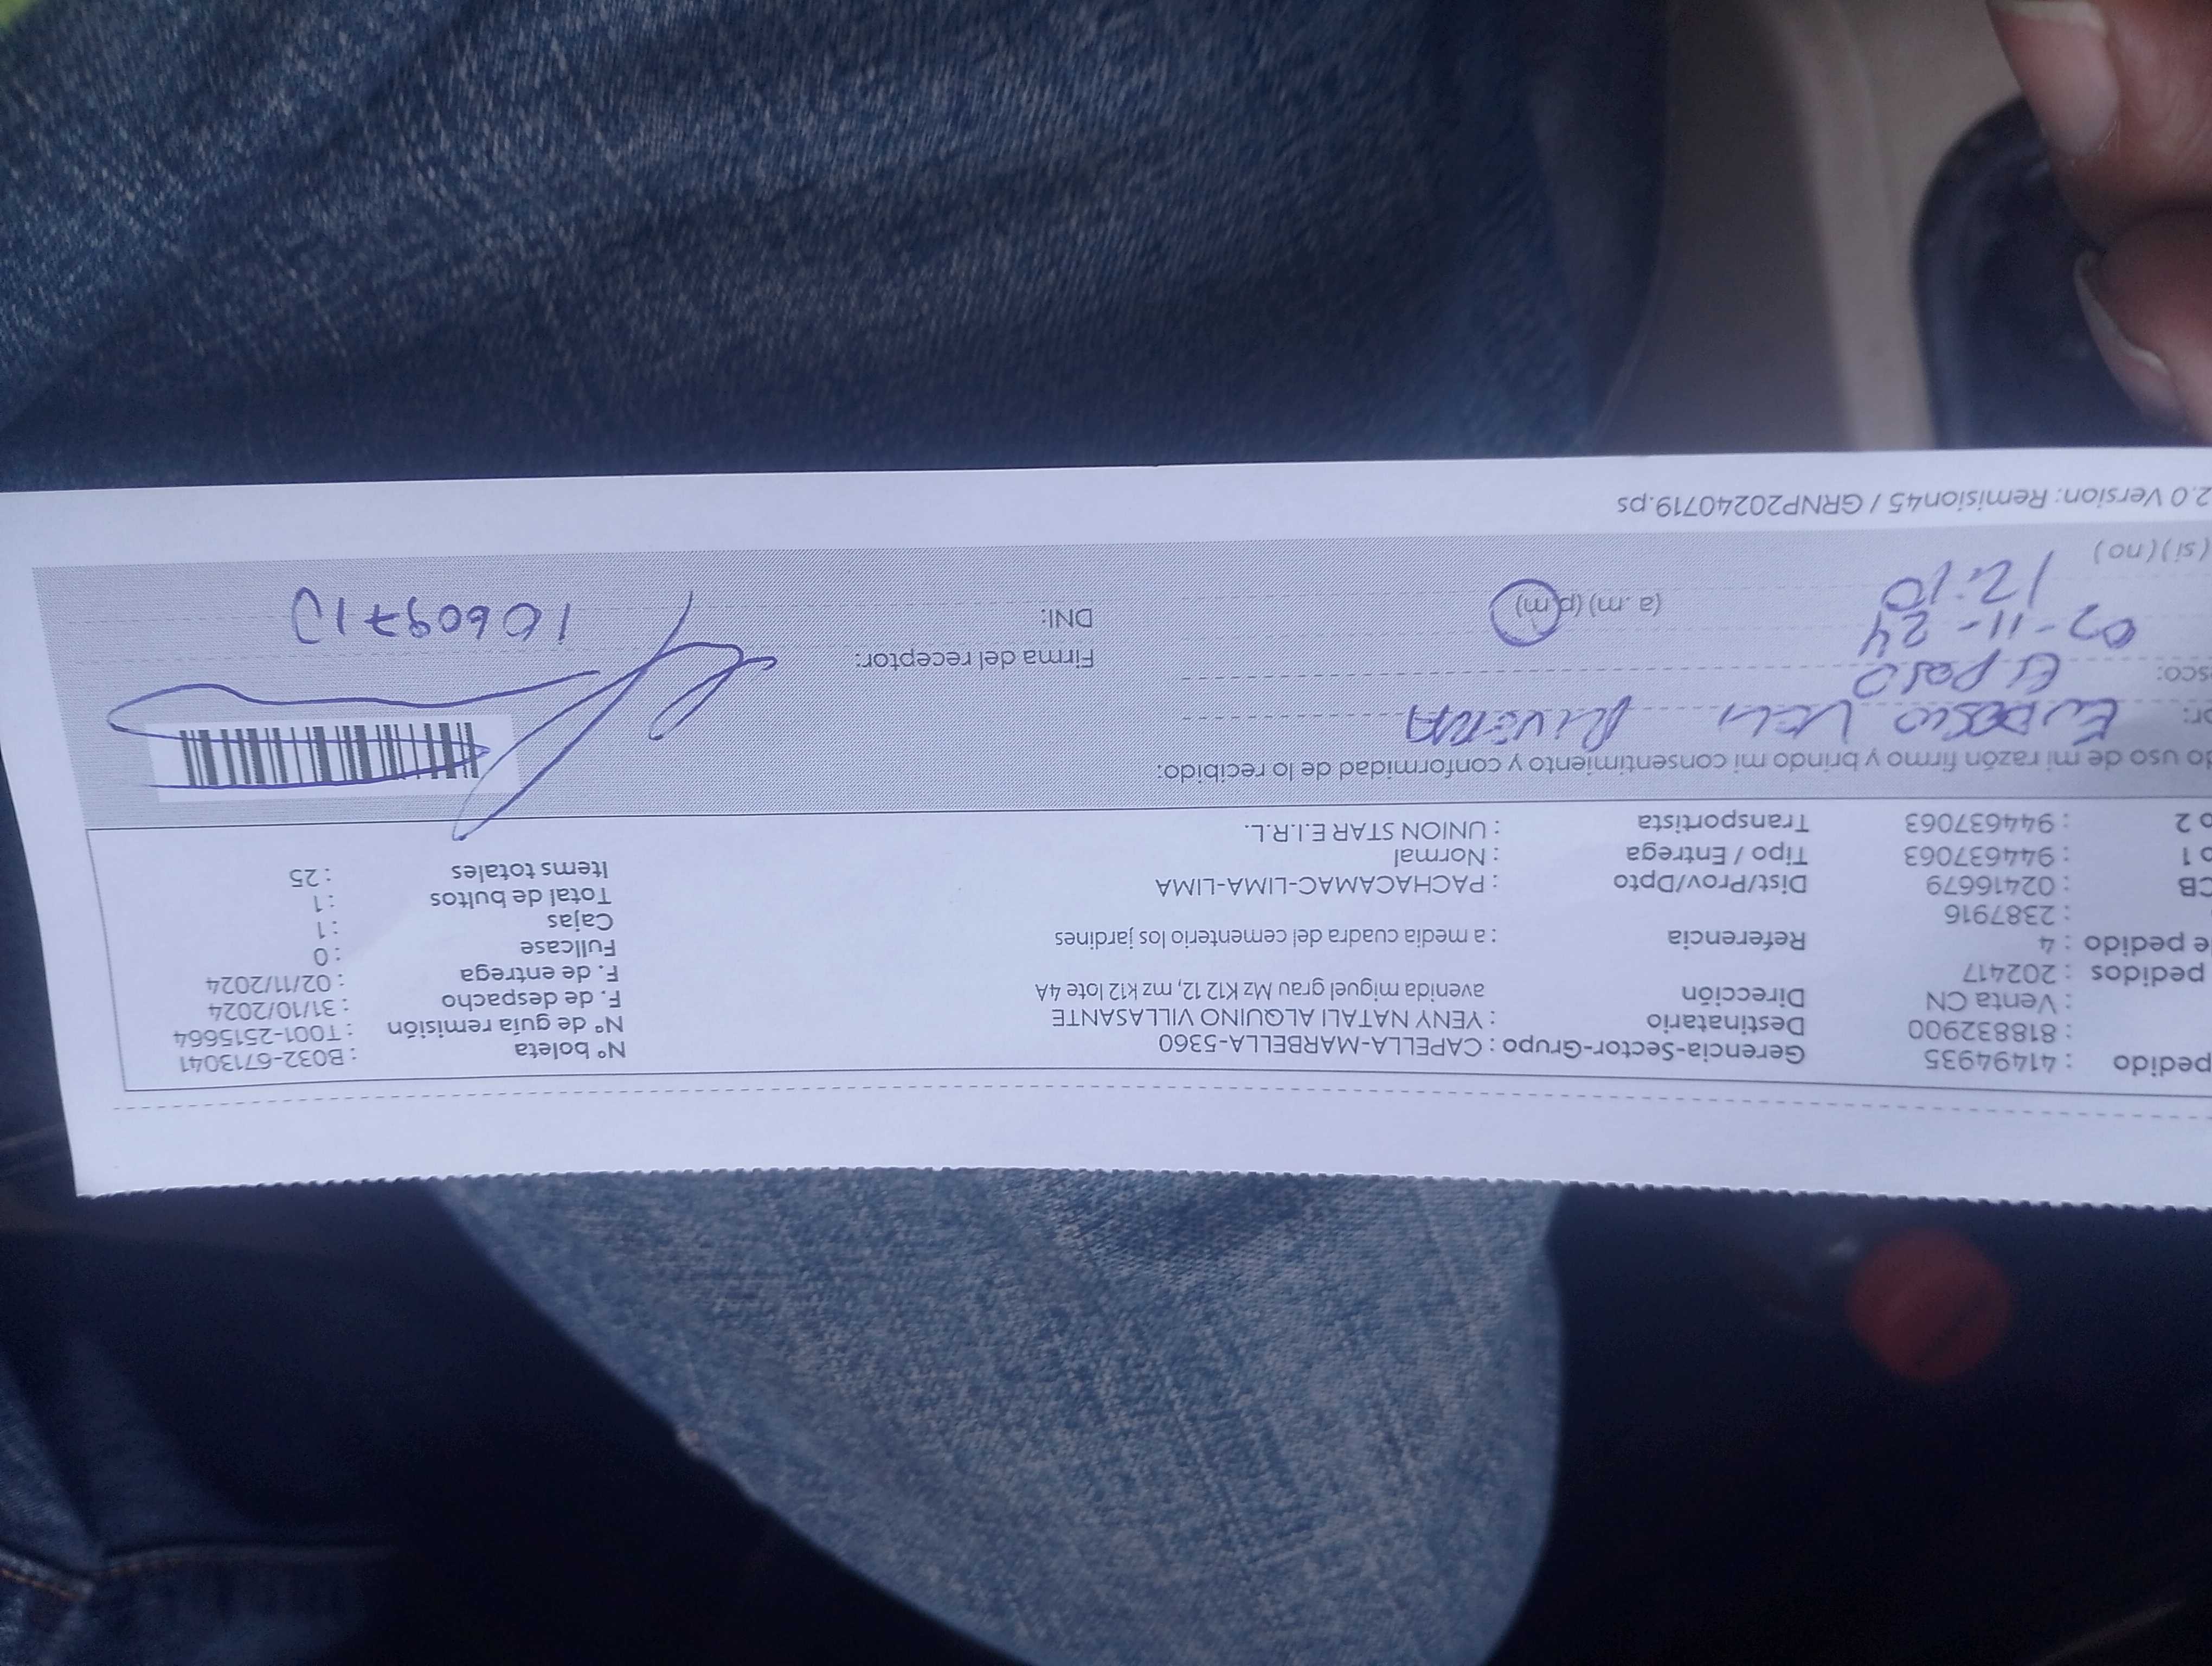 pedido : 41494935 Gerencia-Sector-Grupo : CAPELLA-MARBELLA-5360 N° boleta : B032-6713041
: 818832900 Destinatario : YENY NATALI ALQUINO VILLASANTE N° de guía remisión : T001-2515664
: Venta CN Dirección avenida miguel grau Mz K12 12, mz k12 lote 4A F. de despacho : 31/10/2024
pedidos : 202417 F. de entrega : 02/11/2024
e pedido : 4 Referencia : a media cuadra del cementerio los jardines Fullcase : 0
: 2387916 Cajas : 1
CB : 02416679 Dist/Prov/Dpto : PACHACAMAC-LIMA-LIMA Total de bultos : 1
o 1 : 944637063 Tipo / Entrega : Normal Items totales : 25
o 2 : 944637063 Transportista : UNION STAR E.I.R.L.
do uso de mi razón firmo y brindo mi consentimiento y conformidad de lo recibido:
or: RIVERA
esco: Esposo Firma del receptor:
02-11-24
12:10 (a.m) (p.m) DNI:
(si) (no)
2.0 Version: Remision45 / GRNP20240719.ps